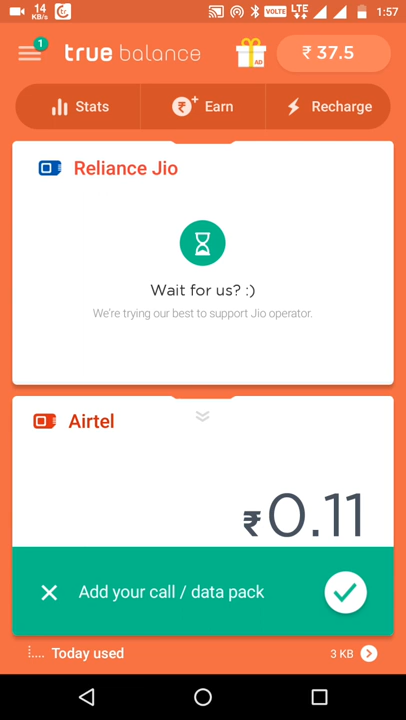 14
KB/s
VOLTE
LTE
1:57
1
true balance
AD
₹ 37.5
Stats
₹+ Earn
Recharge
Reliance Jio
Wait for us? :)
We're trying our best to support Jio operator.
Airtel
₹0.11
Add your call / data pack
Today used
3 KB